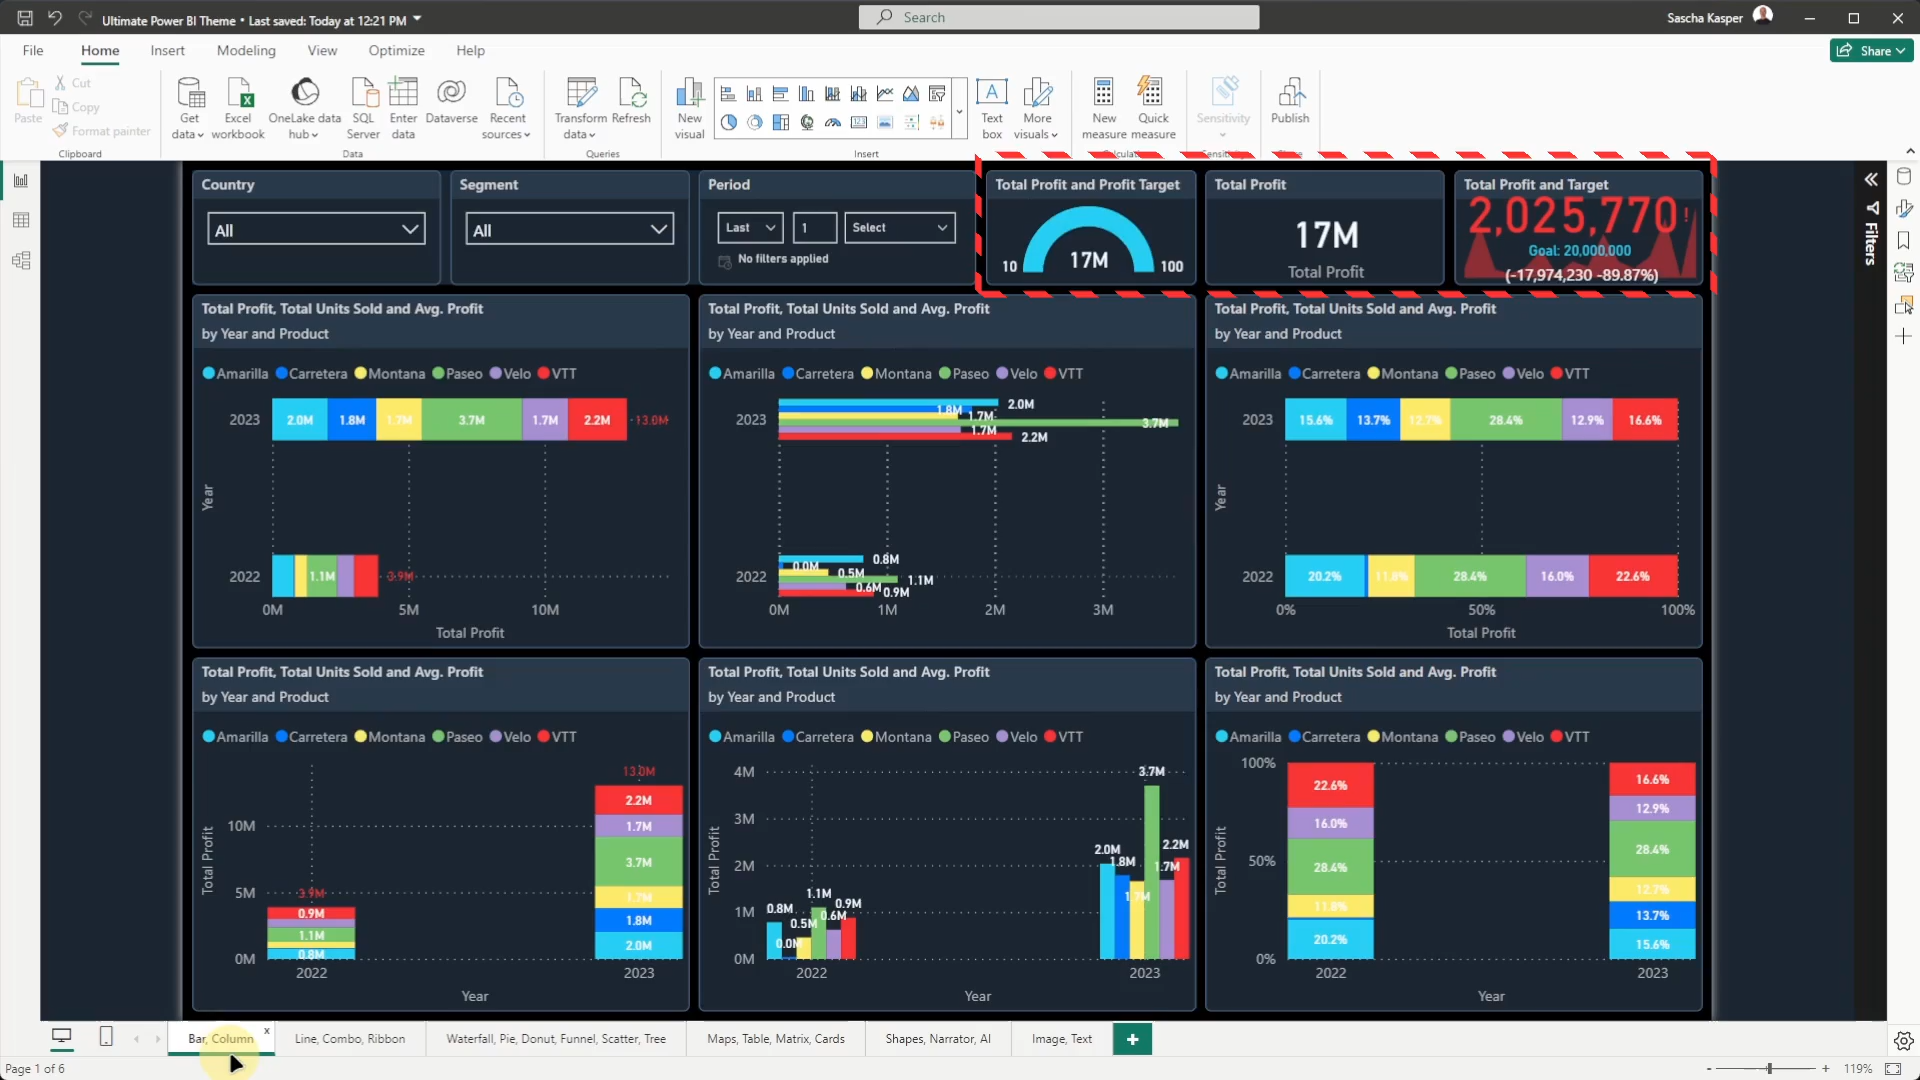 Ultimate Power BI Theme • Last saved: Today at 12:21 PM
Search
Sascha Kasper
File Home Insert Modeling View Optimize Help
Share
Paste
Cut
Copy
Format painter
Clipboard
Get data
Excel workbook
OneLake data hub
SQL Server
Enter data
Dataverse
Recent sources
Data
Transform data
Refresh
Queries
New visual
Text box
More visuals
Insert
New measure
Quick measure
Sensitivity
Publish
Country
All
Segment
All
Period
Last
1
Select
No filters applied
Total Profit and Profit Target
17M
10
100
Total Profit
17M
Total Profit
Total Profit and Target
2,025,770!
Goal: 20,000,000
(-17,974,230 -89.87%)
Filters
Total Profit, Total Units Sold and Avg. Profit
by Year and Product
Amarilla Carretera Montana Paseo Velo VTT
2023
2.0M 1.8M 1.7M 3.7M 1.7M 2.2M 13.0M
Year
2022
1.1M 3.9M
0M 5M 10M
Total Profit
Total Profit, Total Units Sold and Avg. Profit
by Year and Product
Amarilla Carretera Montana Paseo Velo VTT
2023
2.0M
1.8M
1.7M
3.7M
1.7M
2.2M
2022
0.8M
0.0M
0.5M
1.1M
0.6M
0.9M
0M 1M 2M 3M
Total Profit, Total Units Sold and Avg. Profit
by Year and Product
Amarilla Carretera Montana Paseo Velo VTT
2023
15.6% 13.7% 12.7% 28.4% 12.9% 16.6%
Year
2022
20.2% 11.8% 28.4% 16.0% 22.6%
0% 50% 100%
Total Profit
Total Profit, Total Units Sold and Avg. Profit
by Year and Product
Amarilla Carretera Montana Paseo Velo VTT
Total Profit
10M
5M
0M
3.9M
0.9M
1.1M
0.8M
13.0M
2.2M
1.7M
3.7M
1.7M
1.8M
2.0M
2022 2023
Year
Total Profit, Total Units Sold and Avg. Profit
by Year and Product
Amarilla Carretera Montana Paseo Velo VTT
Total Profit
4M
3M
2M
1M
0M
0.8M
0.0M
0.5M
1.1M
0.6M
0.9M
2.0M
1.8M
1.7M
3.7M
1.7M
2.2M
2022 2023
Year
Total Profit, Total Units Sold and Avg. Profit
by Year and Product
Amarilla Carretera Montana Paseo Velo VTT
Total Profit
100%
50%
0%
22.6%
16.0%
28.4%
11.8%
20.2%
16.6%
12.9%
28.4%
12.7%
13.7%
15.6%
2022 2023
Year
Bar, Column
x
Line, Combo, Ribbon
Waterfall, Pie, Donut, Funnel, Scatter, Tree
Maps, Table, Matrix, Cards
Shapes, Narrator, AI
Image, Text
Page 1 of 6
119%